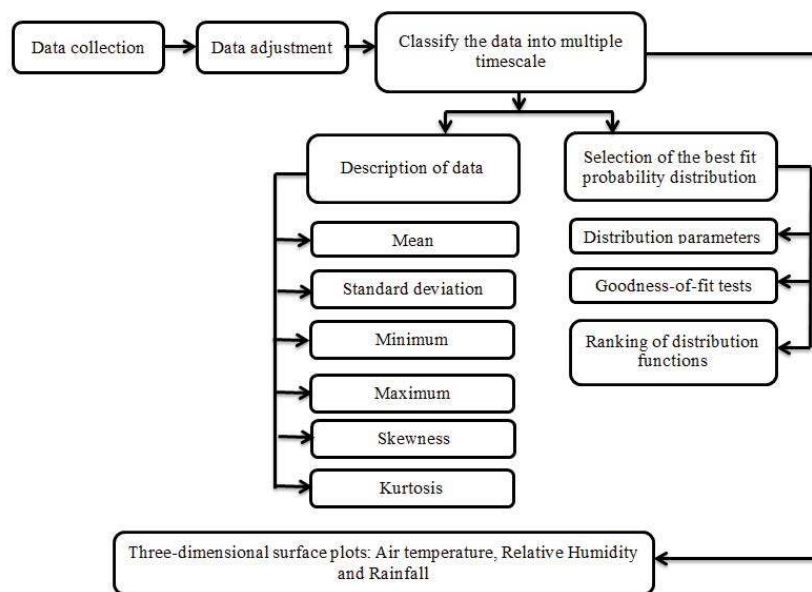 Data collection
Data adjustment
Classify the data into multiple
timescale
Description of data
Selection of the best fit
probability distribution
Mean
Standard deviation
Minimum
Maximum
Skewness
Kurtosis
Distribution parameters
Goodness-of-fit tests
Ranking of distribution
functions
Three-dimensional surface plots: Air temperature, Relative Humidity
and Rainfall